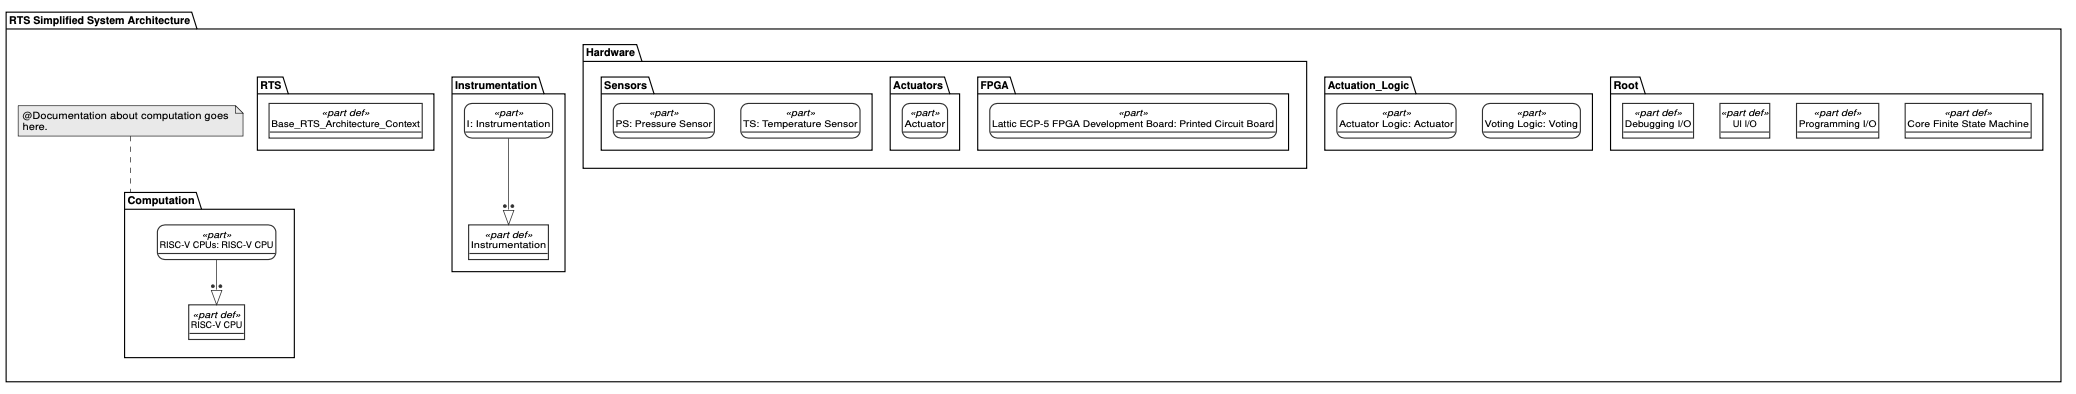 RTS Simplified System Architecture
@Documentation about computation goes
here.
Computation
«part»
RISC-V CPUs: RISC-V CPU
«part def»
RISC-V CPU
RTS
«part def»
Base_RTS_Architecture_Context
Instrumentation
«part»
I: Instrumentation
«part def»
Instrumentation
Hardware
Sensors
«part»
PS: Pressure Sensor
«part»
TS: Temperature Sensor
Actuators
«part»
Actuator
FPGA
«part»
Lattic ECP-5 FPGA Development Board: Printed Circuit Board
Actuation_Logic
«part»
Actuator Logic: Actuator
«part»
Voting Logic: Voting
Root
«part def»
Debugging I/O
«part def»
UI I/O
«part def»
Programming I/O
«part def»
Core Finite State Machine